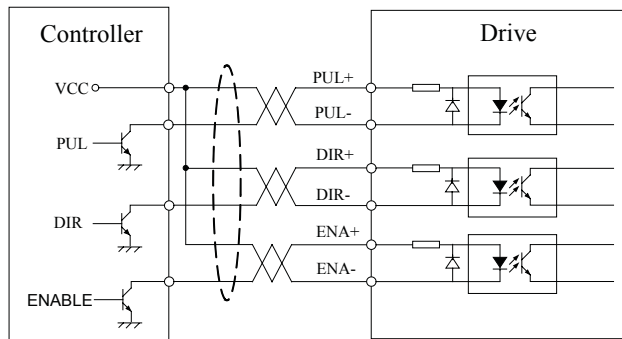 Controller
Drive
VCC
PUL
DIR
ENABLE
PUL+
PUL-
DIR+
DIR-
ENA+
ENA-